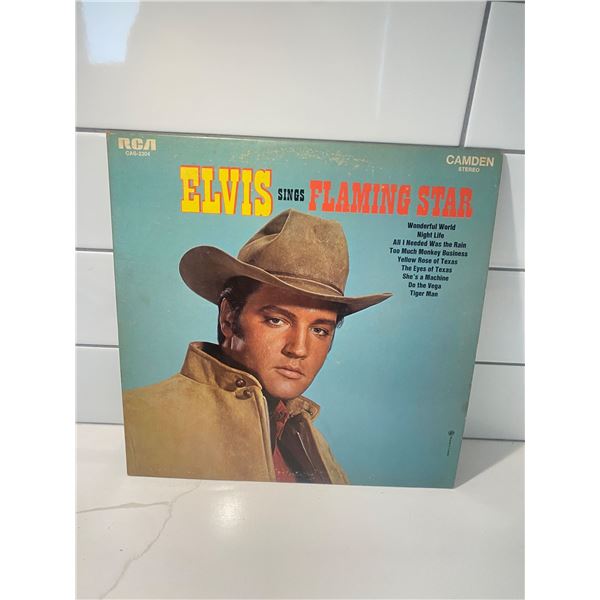 RCA
CAS-2304
CAMDEN
STEREO
ELVIS SINGS FLAMING STAR
Wonderful World
Night Life
All I Needed Was the Rain
Too Much Monkey Business
Yellow Rose of Texas
The Eyes of Texas
She's a Machine
Do the Vega
Tiger Man